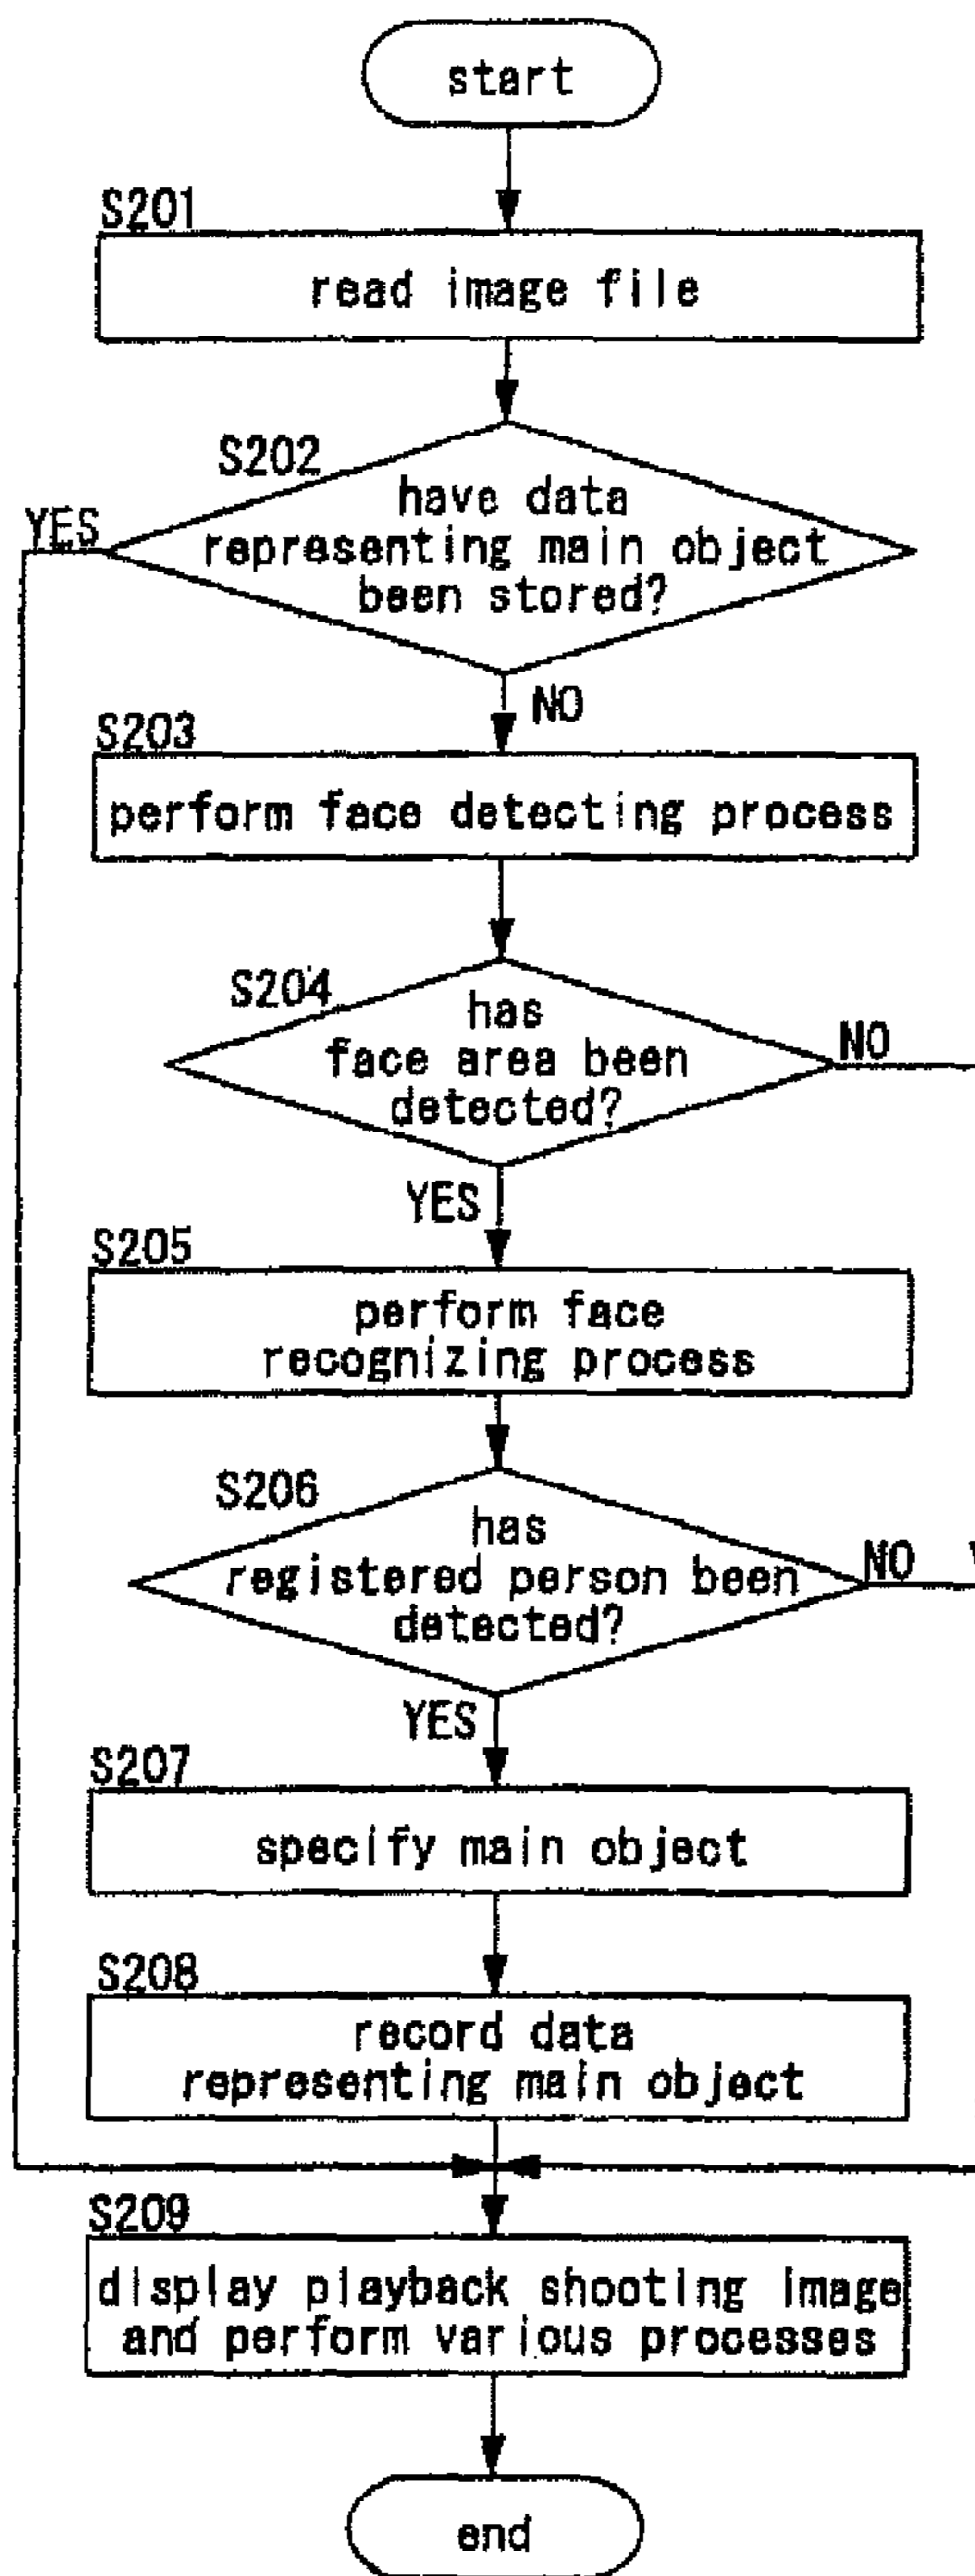 start
S201
read image file
S202
have data
representing main object
been stored?
YES
NO
S203
perform face detecting process
S204
has
face area been
detected?
NO
YES
S205
perform face
recognizing process
S206
has
registered person been
detected?
NO
YES
S207
specify main object
S208
record data
representing main object
S209
display playback shooting image
and perform various processes
end